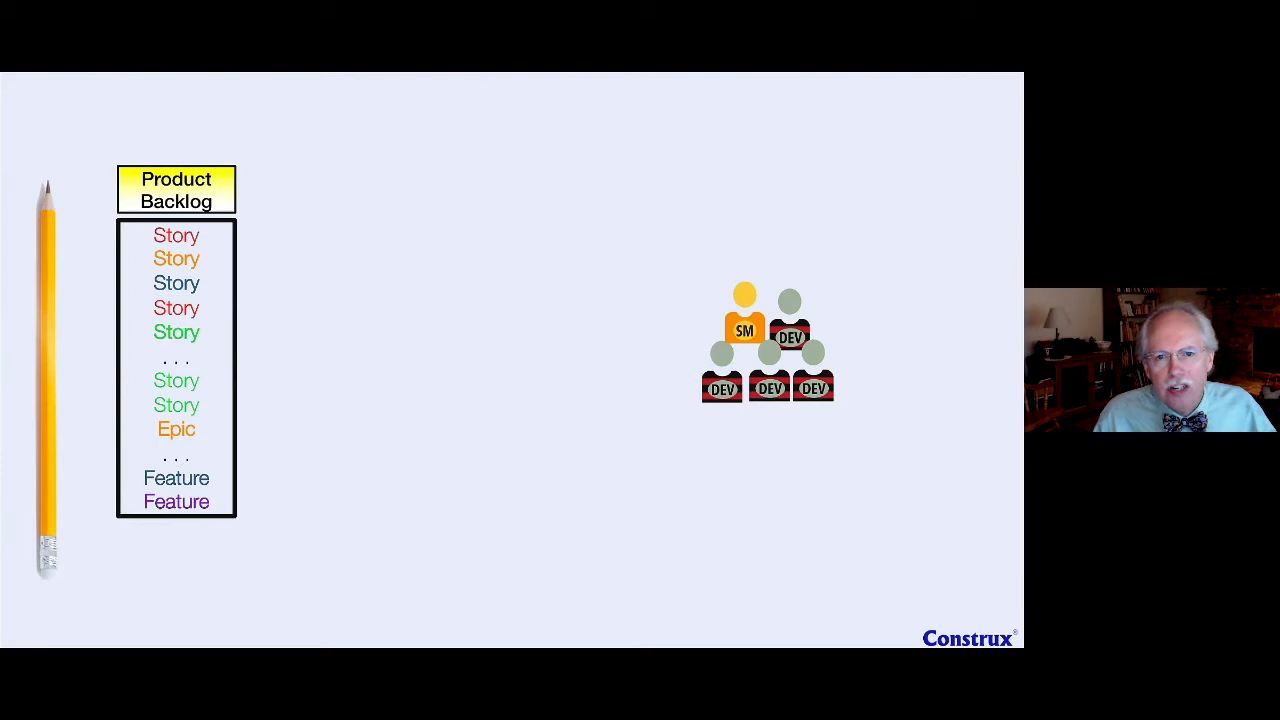 Product
Backlog
Story
Story
Story
Story
Story
. . .
Story
Story
Epic
. . .
Feature
Feature
SM
DEV
DEV
DEV
DEV
Construx®